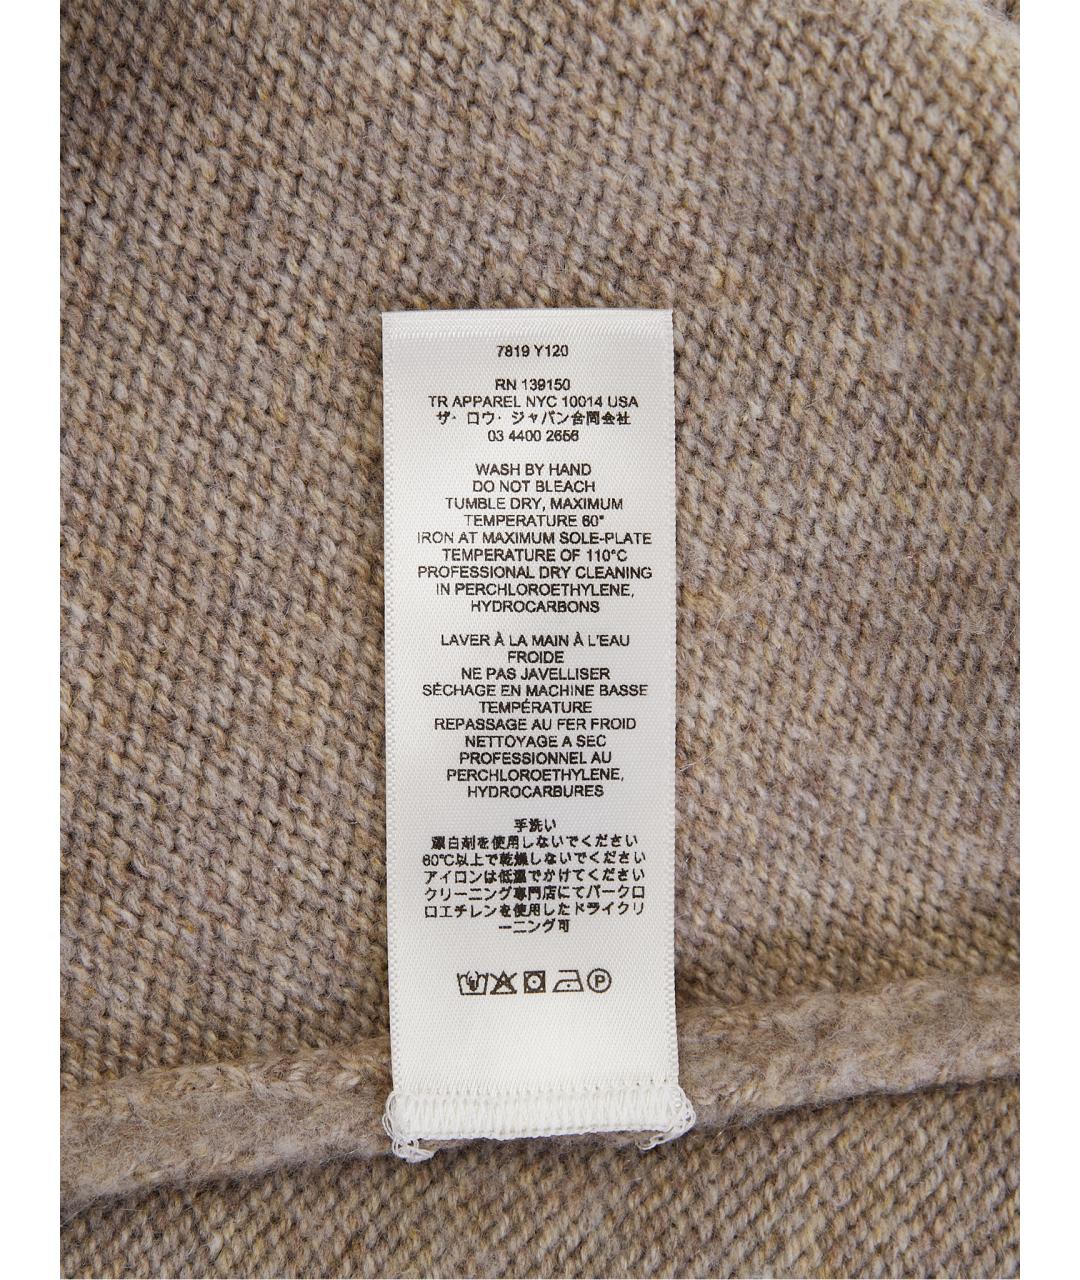 7819 Y120
RN 139150
TR APPAREL NYC 10014 USA
ザ・ロウ・ジャパン合同会社
03 4400 2656
WASH BY HAND
DO NOT BLEACH
TUMBLE DRY, MAXIMUM
TEMPERATURE 60°
IRON AT MAXIMUM SOLE-PLATE
TEMPERATURE OF 110°C
PROFESSIONAL DRY CLEANING
IN PERCHLOROETHYLENE,
HYDROCARBONS
LAVER À LA MAIN À L'EAU
FROIDE
NE PAS JAVELLISER
SÉCHAGE EN MACHINE BASSE
TEMPÉRATURE
REPASSAGE AU FER FROID
NETTOYAGE A SEC
PROFESSIONNEL AU
PERCHLOROETHYLENE,
HYDROCARBURES
手洗い
漂白剤を使用しないでください
60℃以上で乾燥しないでください
アイロンは低温でかけてください
クリーニング専門店にてパークロ
ロエチレンを使用したドライクリ
ーニング可
P